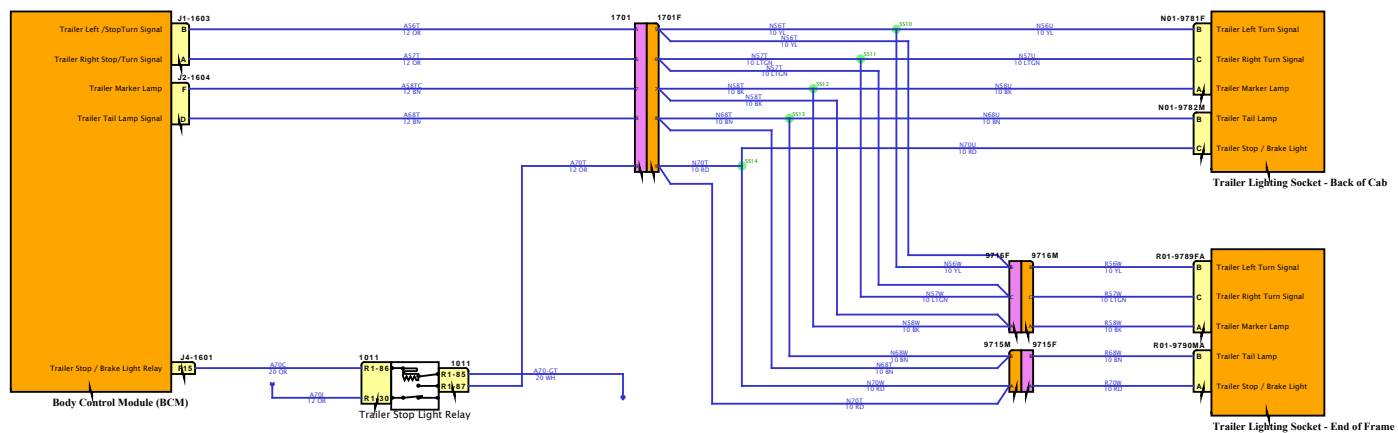 J1-1603
Trailer Left /StopTurn Signal
B
A56T
12 OR
Trailer Right Stop/Turn Signal
A
A57T
12 OR
J2-1604
Trailer Marker Lamp
F
A58TC
12 BN
Trailer Tail Lamp Signal
D
A68T
12 BN
A70T
12 OR
1701
1701F
N56T
10 YL
N56T
10 YL
SS10
N56U
10 YL
N57T
10 LTGN
N57T
10 LTGN
SS11
N57U
10 LTGN
N58T
10 BK
N58T
10 BK
SS12
N58U
10 BK
N68T
10 BN
SS13
N68U
10 BN
N70U
10 RD
N70T
10 RD
SS14
N01-9781F
B
Trailer Left Turn Signal
C
Trailer Right Turn Signal
A
Trailer Marker Lamp
N01-9782M
B
Trailer Tail Lamp
C
Trailer Stop / Brake Light
Trailer Lighting Socket - Back of Cab
9716F
9716M
N56W
10 YL
B
B
R56W
10 YL
N57W
10 LTGN
C
R57W
10 LTGN
N58W
10 BK
A
A
R58W
10 BK
9715M
9715F
N68W
10 BN
N68T
10 BN
B
B
R68W
10 BN
N70W
10 RD
N70T
10 RD
A
A
R70W
10 RD
R01-9789FA
B
Trailer Left Turn Signal
C
Trailer Right Turn Signal
A
Trailer Marker Lamp
R01-9790MA
B
Trailer Tail Lamp
A
Trailer Stop / Brake Light
Trailer Lighting Socket - End of Frame
J4-1601
Trailer Stop / Brake Light Relay
F15
A70C
20 OR
A70L
12 OR
1011
R1-86
R1-30
1011
R1-85
R1-87
A70-GT
20 WH
Trailer Stop Light Relay
Body Control Module (BCM)